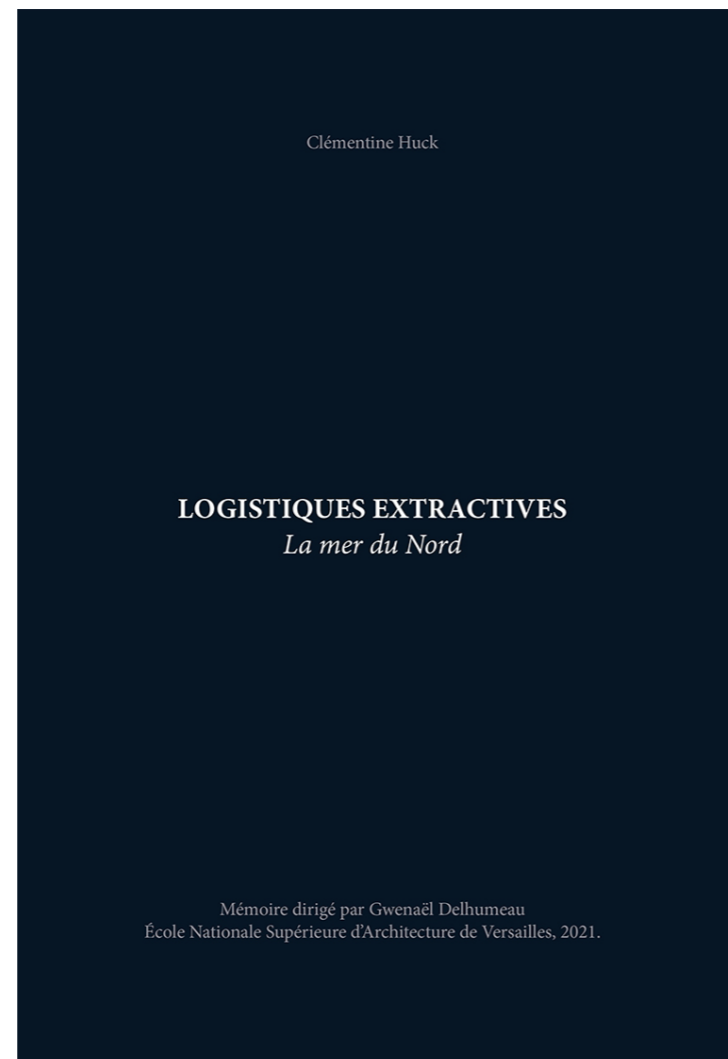 Clémentine Huck
LOGISTIQUES EXTRACTIVES
La mer du Nord
Mémoire dirigé par Gwenaël Delhumeau
École Nationale Supérieure d’Architecture de Versailles, 2021.